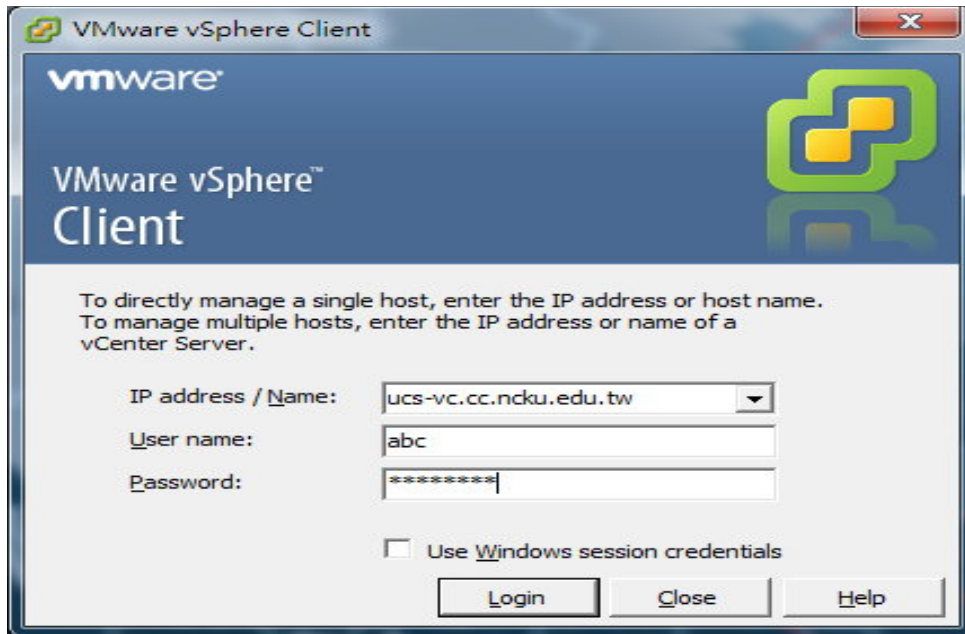 VMware vSphere Client
vmware
VMware vSphere™
Client
To directly manage a single host, enter the IP address or host name.
To manage multiple hosts, enter the IP address or name of a
vCenter Server.
IP address / Name: ucs-vc.cc.ncku.edu.tw
User name: abc
Password: ********
Use Windows session credentials
Login Close Help